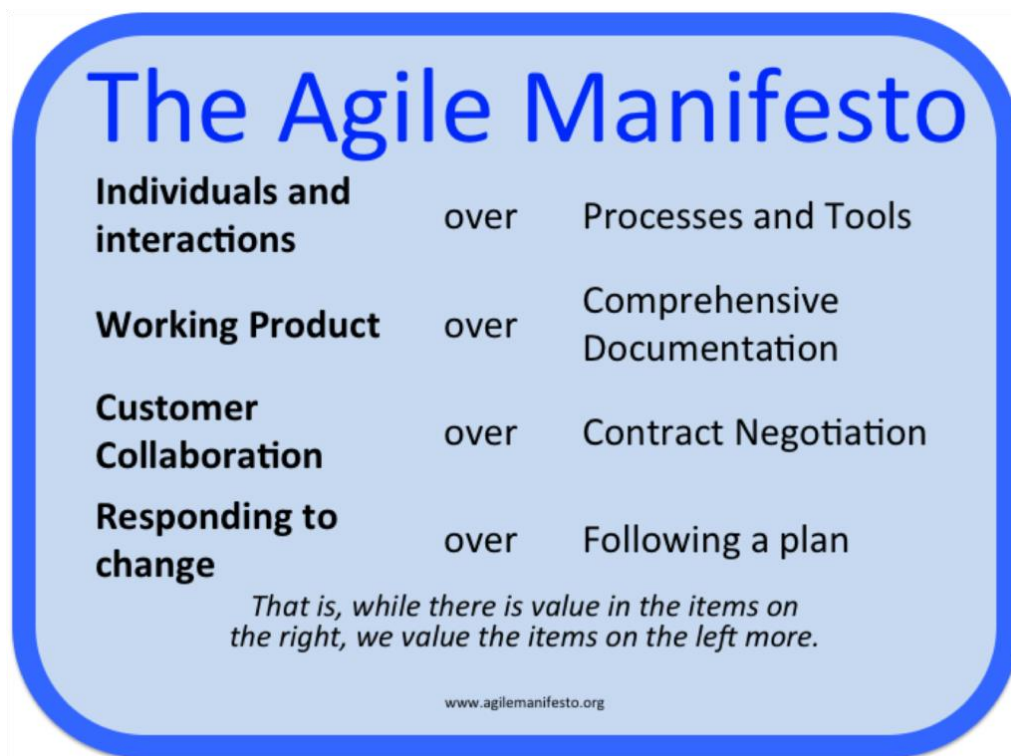 The Agile Manifesto
Individuals and
interactions
over
Processes and Tools
Working Product
over
Comprehensive
Documentation
Customer
Collaboration
over
Contract Negotiation
Responding to
change
over
Following a plan
That is, while there is value in the items on
the right, we value the items on the left more.
www.agilemanifesto.org